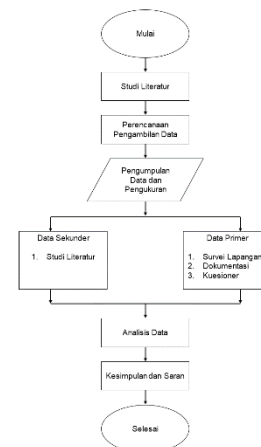 Mulai
Studi Literatur
Perencanaan
Pengambilan Data
Pengumpulan
Data dan
Pengukuran
Data Sekunder
1. Studi Literatur
Data Primer
1. Survei Lapangan
2. Dokumentasi
3. Kuesioner
Analisis Data
Kesimpulan dan Saran
Selesai